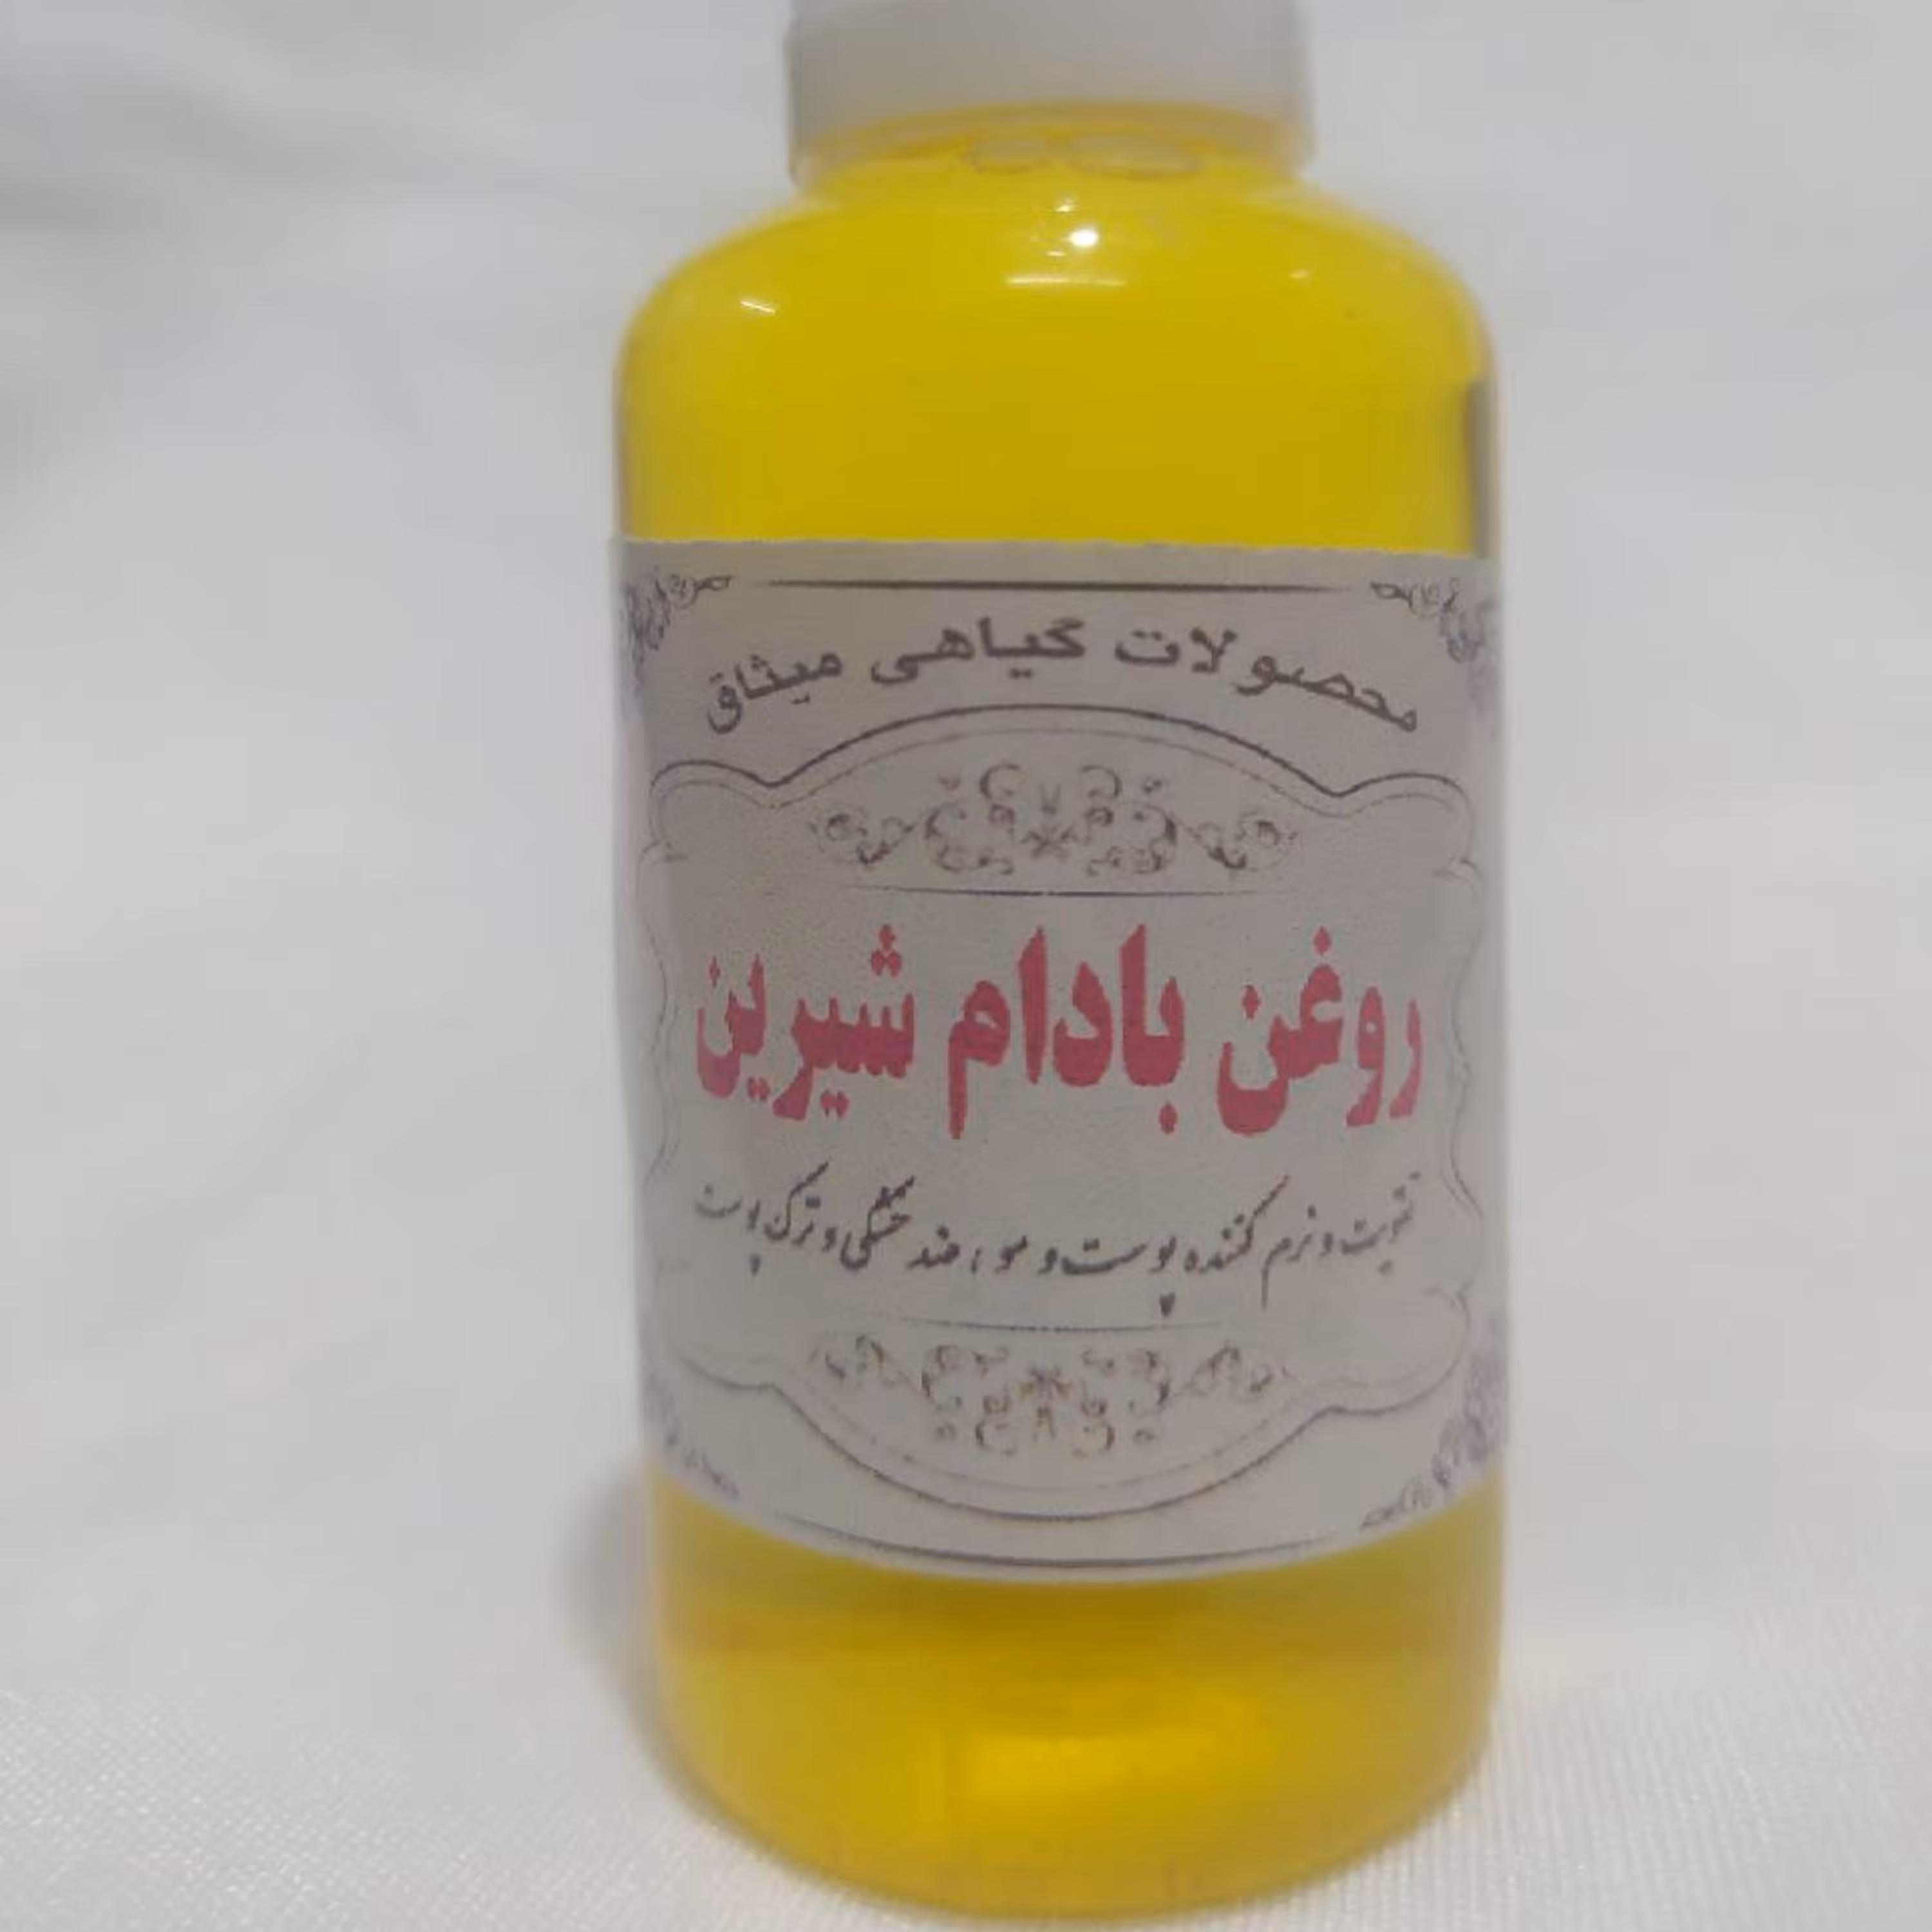 محصولات گیاهی میثاق
روغن بادام شیرین
تقویت و نرم کننده پوست و مو، ضد خشکی و ترک پوست